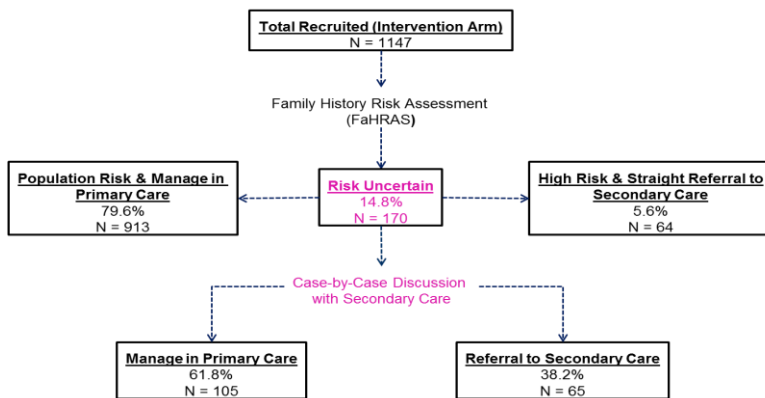 Total Recruited (Intervention Arm)
N = 1147
Family History Risk Assessment
(FaHRAS)
Population Risk & Manage in
Primary Care
79.6%
N = 913
Risk Uncertain
14.8%
N = 170
High Risk & Straight Referral to
Secondary Care
5.6%
N = 64
Case-by-Case Discussion
with Secondary Care
Manage in Primary Care
61.8%
N = 105
Referral to Secondary Care
38.2%
N = 65